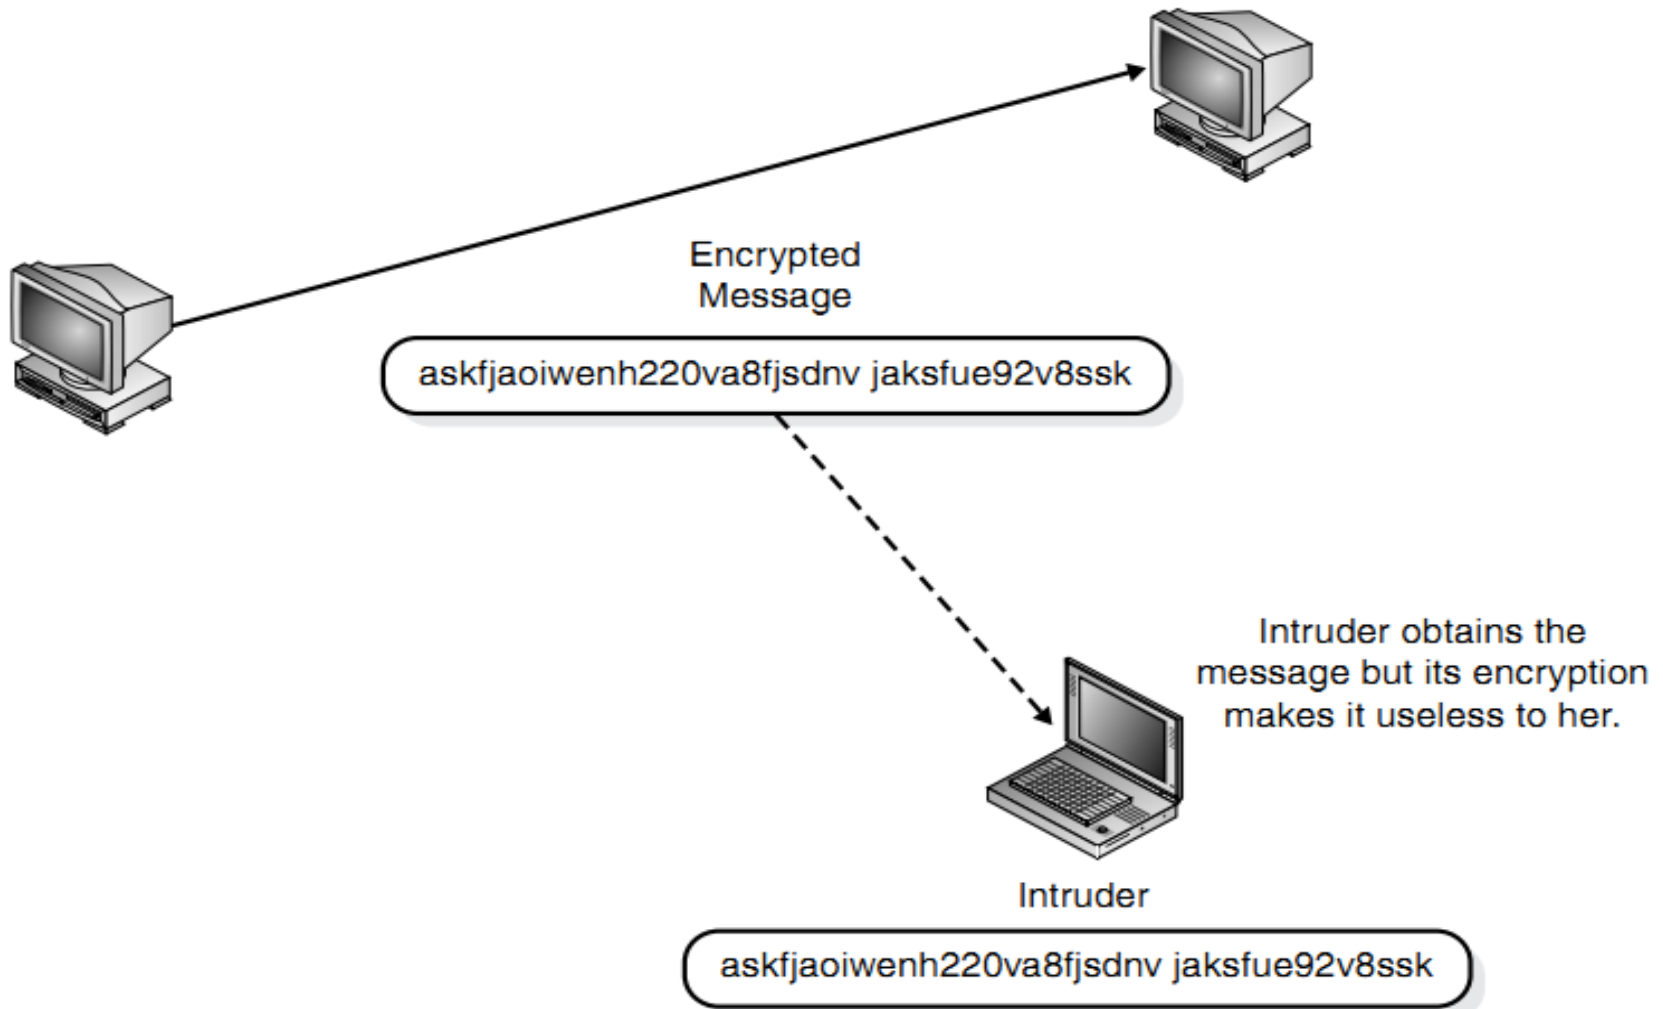 Encrypted
Message
askfjaoiwenh220va8fjsdnv jaksfue92v8ssk
Intruder obtains the
message but its encryption
makes it useless to her.
Intruder
askfjaoiwenh220va8fjsdnv jaksfue92v8ssk